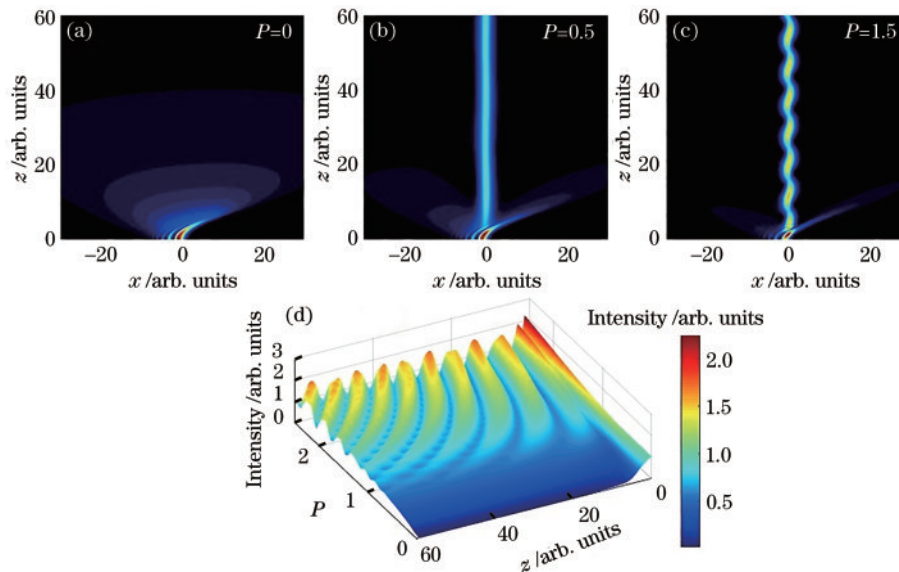 (a) P=0
60
40
20
0
z /arb. units
−20 0 20
x /arb. units
(b) P=0.5
60
40
20
0
z /arb. units
−20 0 20
x /arb. units
(c) P=1.5
60
40
20
0
z /arb. units
−20 0 20
x /arb. units
(d)
Intensity /arb. units
3
2
1
0
2
1
0
P
60
40
20
0
z /arb. units
Intensity /arb. units
2.0
1.5
1.0
0.5